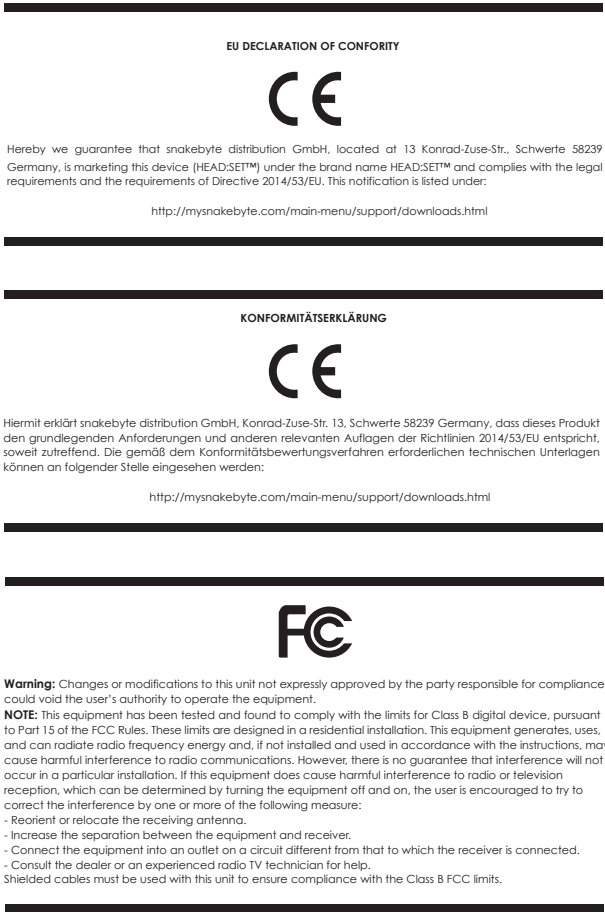 EU DECLARATION OF CONFORITY
CE
Hereby we guarantee that snakebyte distribution GmbH, located at 13 Konrad-Zuse-Str., Schwerte 58239
Germany, is marketing this device (HEAD:SET™) under the brand name HEAD:SET™ and complies with the legal
requirements and the requirements of Directive 2014/53/EU. This notification is listed under:
http://mysnakebyte.com/main-menu/support/downloads.html
KONFORMITÄTSERKLÄRUNG
CE
Hiermit erklärt snakebyte distribution GmbH, Konrad-Zuse-Str. 13, Schwerte 58239 Germany, dass dieses Produkt
den grundlegenden Anforderungen und anderen relevanten Auflagen der Richtlinien 2014/53/EU entspricht,
soweit zutreffend. Die gemäß dem Konformitätsbewertungsverfahren erforderlichen technischen Unterlagen
können an folgender Stelle eingesehen werden:
http://mysnakebyte.com/main-menu/support/downloads.html
FC
Warning: Changes or modifications to this unit not expressly approved by the party responsible for compliance
could void the user's authority to operate the equipment.
NOTE: This equipment has been tested and found to comply with the limits for Class B digital device, pursuant
to Part 15 of the FCC Rules. These limits are designed in a residential installation. This equipment generates, uses,
and can radiate radio frequency energy and, if not installed and used in accordance with the instructions, may
cause harmful interference to radio communications. However, there is no guarantee that interference will not
occur in a particular installation. If this equipment does cause harmful interference to radio or television
reception, which can be determined by turning the equipment off and on, the user is encouraged to try to
correct the interference by one or more of the following measure:
- Reorient or relocate the receiving antenna.
- Increase the separation between the equipment and receiver.
- Connect the equipment into an outlet on a circuit different from that to which the receiver is connected.
- Consult the dealer or an experienced radio TV technician for help.
Shielded cables must be used with this unit to ensure compliance with the Class B FCC limits.